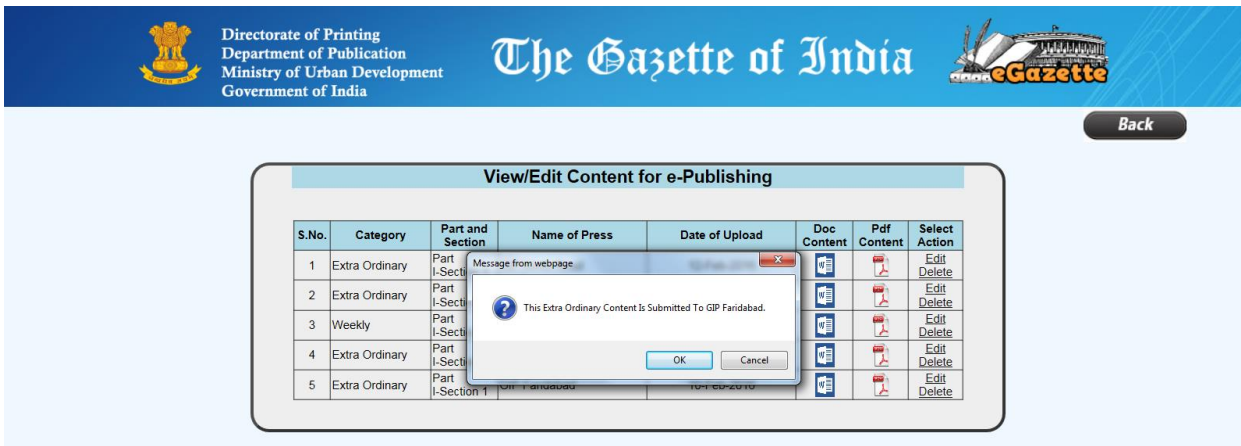 Directorate of Printing
Department of Publication
Ministry of Urban Development
Government of India
The Gazette of India
eGazette
Back
View/Edit Content for e-Publishing
S.No. Category Part and Section Name of Press Date of Upload Doc Content Pdf Content Select Action
1 Extra Ordinary Part Edit
Delete
2 Extra Ordinary Part Edit
Delete
3 Weekly Part Edit
Delete
4 Extra Ordinary Part Edit
Delete
5 Extra Ordinary Part Edit
I-Section 1 Delete
Message from webpage
This Extra Ordinary Content Is Submitted To GIP Faridabad.
OK Cancel